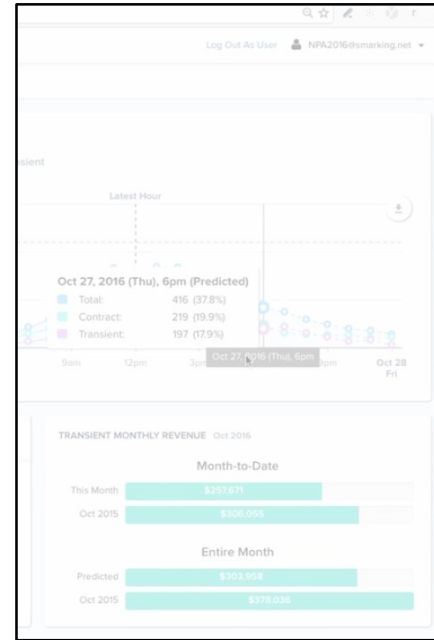 Log Out As User NPA2016@smarking.net
nsient
Latest Hour
Oct 27, 2016 (Thu), 6pm (Predicted)
Total: 416 (37.8%)
Contract: 219 (19.9%)
Transient: 197 (17.9%)
Oct 27, 2016 (Thu), 6pm
9am 12pm 3pm 9pm Oct 28
Fri
TRANSIENT MONTHLY REVENUE Oct 2016
Month-to-Date
This Month $257,671
Oct 2015 $306,055
Entire Month
Predicted $303,958
Oct 2015 $379,036